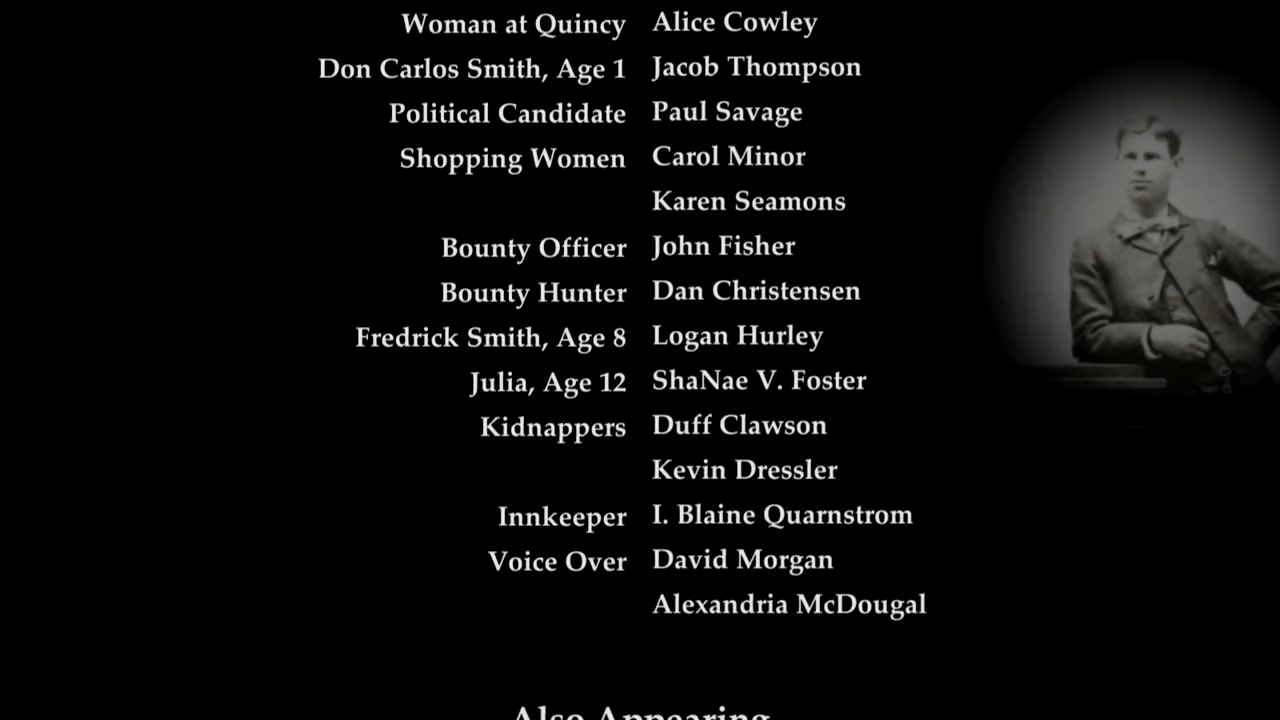 Woman at Quincy Alice Cowley
Don Carlos Smith, Age 1 Jacob Thompson
Political Candidate Paul Savage
Shopping Women Carol Minor
Karen Seamons
Bounty Officer John Fisher
Bounty Hunter Dan Christensen
Fredrick Smith, Age 8 Logan Hurley
Julia, Age 12 ShaNae V. Foster
Kidnappers Duff Clawson
Kevin Dressler
Innkeeper I. Blaine Quarnstrom
Voice Over David Morgan
Alexandria McDougal
Also Appearing